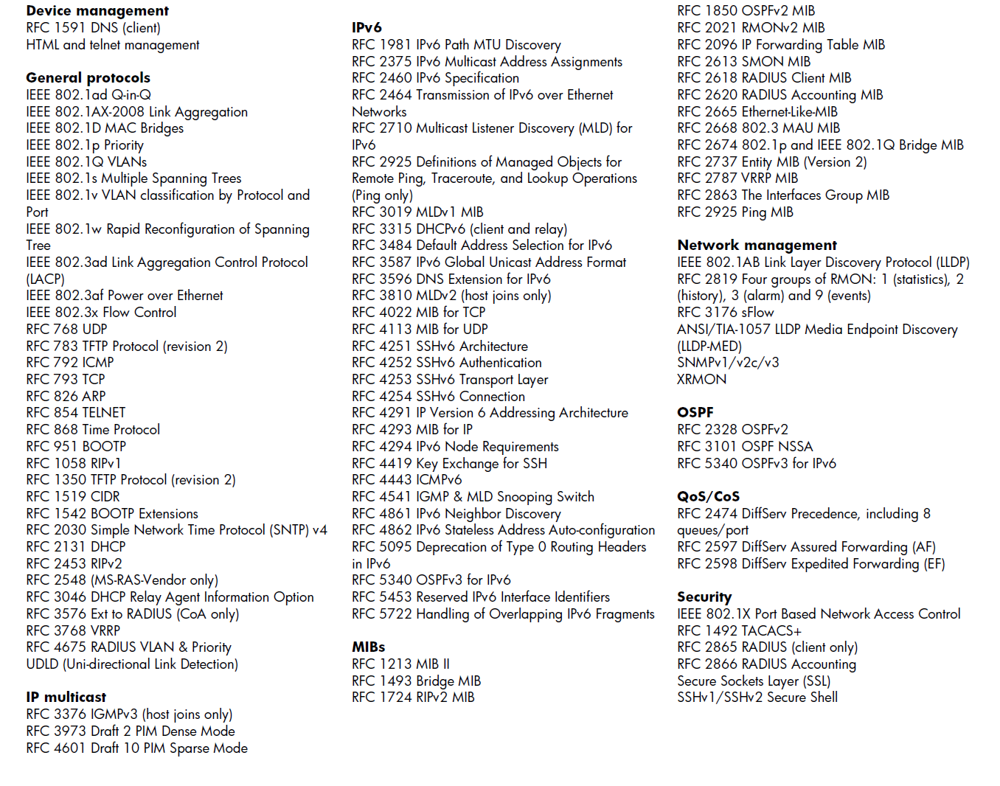 Device management
RFC 1591 DNS (client)
HTML and telnet management
General protocols
IEEE 802.1ad Q-in-Q
IEEE 802.1AX-2008 Link Aggregation
IEEE 802.1D MAC Bridges
IEEE 802.1p Priority
IEEE 802.1Q VLANs
IEEE 802.1s Multiple Spanning Trees
IEEE 802.1v VLAN classification by Protocol and
Port
IEEE 802.1w Rapid Reconfiguration of Spanning
Tree
IEEE 802.3ad Link Aggregation Control Protocol
(LACP)
IEEE 802.3af Power over Ethernet
IEEE 802.3x Flow Control
RFC 768 UDP
RFC 783 TFTP Protocol (revision 2)
RFC 792 ICMP
RFC 793 TCP
RFC 826 ARP
RFC 854 TELNET
RFC 868 Time Protocol
RFC 951 BOOTP
RFC 1058 RIPv1
RFC 1350 TFTP Protocol (revision 2)
RFC 1519 CIDR
RFC 1542 BOOTP Extensions
RFC 2030 Simple Network Time Protocol (SNTP) v4
RFC 2131 DHCP
RFC 2453 RIPv2
RFC 2548 (MS-RAS-Vendor only)
RFC 3046 DHCP Relay Agent Information Option
RFC 3576 Ext to RADIUS (CoA only)
RFC 3768 VRRP
RFC 4675 RADIUS VLAN & Priority
UDLD (Uni-directional Link Detection)
IP multicast
RFC 3376 IGMPv3 (host joins only)
RFC 3973 Draft 2 PIM Dense Mode
RFC 4601 Draft 10 PIM Sparse Mode
IPv6
RFC 1981 IPv6 Path MTU Discovery
RFC 2375 IPv6 Multicast Address Assignments
RFC 2460 IPv6 Specification
RFC 2464 Transmission of IPv6 over Ethernet
Networks
RFC 2710 Multicast Listener Discovery (MLD) for
IPv6
RFC 2925 Definitions of Managed Objects for
Remote Ping, Traceroute, and Lookup Operations
(Ping only)
RFC 3019 MLDv1 MIB
RFC 3315 DHCPv6 (client and relay)
RFC 3484 Default Address Selection for IPv6
RFC 3587 IPv6 Global Unicast Address Format
RFC 3596 DNS Extension for IPv6
RFC 3810 MLDv2 (host joins only)
RFC 4022 MIB for TCP
RFC 4113 MIB for UDP
RFC 4251 SSHv6 Architecture
RFC 4252 SSHv6 Authentication
RFC 4253 SSHv6 Transport Layer
RFC 4254 SSHv6 Connection
RFC 4291 IP Version 6 Addressing Architecture
RFC 4293 MIB for IP
RFC 4294 IPv6 Node Requirements
RFC 4419 Key Exchange for SSH
RFC 4443 ICMPv6
RFC 4541 IGMP & MLD Snooping Switch
RFC 4861 IPv6 Neighbor Discovery
RFC 4862 IPv6 Stateless Address Auto-configuration
RFC 5095 Deprecation of Type 0 Routing Headers
in IPv6
RFC 5340 OSPFv3 for IPv6
RFC 5453 Reserved IPv6 Interface Identifiers
RFC 5722 Handling of Overlapping IPv6 Fragments
MIBs
RFC 1213 MIB II
RFC 1493 Bridge MIB
RFC 1724 RIPv2 MIB
RFC 1850 OSPFv2 MIB
RFC 2021 RMONv2 MIB
RFC 2096 IP Forwarding Table MIB
RFC 2613 SMON MIB
RFC 2618 RADIUS Client MIB
RFC 2620 RADIUS Accounting MIB
RFC 2665 Ethernet-Like-MIB
RFC 2668 802.3 MAU MIB
RFC 2674 802.1p and IEEE 802.1Q Bridge MIB
RFC 2737 Entity MIB (Version 2)
RFC 2787 VRRP MIB
RFC 2863 The Interfaces Group MIB
RFC 2925 Ping MIB
Network management
IEEE 802.1AB Link Layer Discovery Protocol (LLDP)
RFC 2819 Four groups of RMON: 1 (statistics), 2
(history), 3 (alarm) and 9 (events)
RFC 3176 sFlow
ANSI/TIA-1057 LLDP Media Endpoint Discovery
(LLDP-MED)
SNMPv1/v2c/v3
XRMON
OSPF
RFC 2328 OSPFv2
RFC 3101 OSPF NSSA
RFC 5340 OSPFv3 for IPv6
QoS/CoS
RFC 2474 DiffServ Precedence, including 8
queues/port
RFC 2597 DiffServ Assured Forwarding (AF)
RFC 2598 DiffServ Expedited Forwarding (EF)
Security
IEEE 802.1X Port Based Network Access Control
RFC 1492 TACACS+
RFC 2865 RADIUS (client only)
RFC 2866 RADIUS Accounting
Secure Sockets Layer (SSL)
SSHv1/SSHv2 Secure Shell